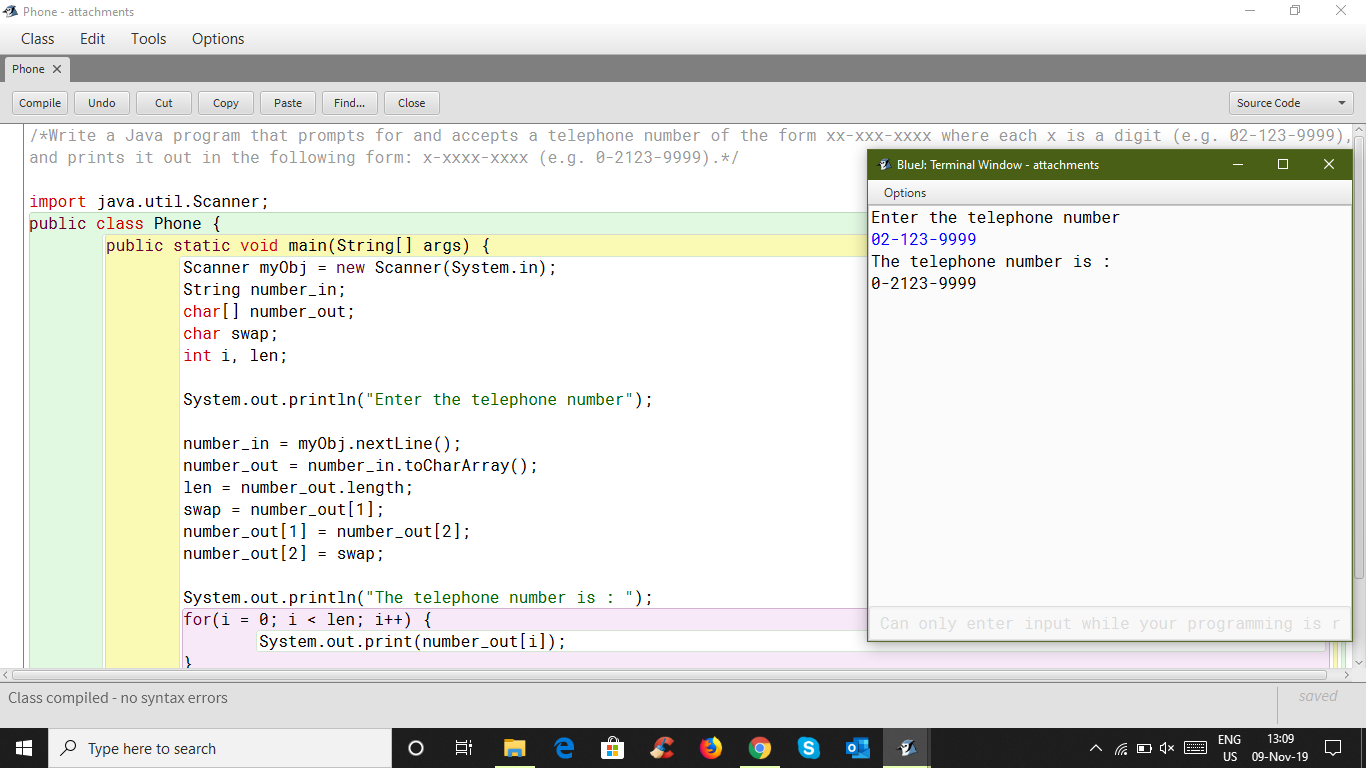 Phone - attachments
Class Edit Tools Options
Phone
Compile Undo Cut Copy Paste Find... Close Source Code
/*Write a Java program that prompts for and accepts a telephone number of the form xx-xxx-xxxx where each x is a digit (e.g. 02-123-9999),
and prints it out in the following form: x-xxxx-xxxx (e.g. 0-2123-9999).*/
import java.util.Scanner;
public class Phone {
public static void main(String[] args) {
Scanner myObj = new Scanner(System.in);
String number_in;
char[] number_out;
char swap;
int i, len;
System.out.println("Enter the telephone number");
number_in = myObj.nextLine();
number_out = number_in.toCharArray();
len = number_out.length;
swap = number_out[1];
number_out[1] = number_out[2];
number_out[2] = swap;
System.out.println("The telephone number is : ");
for(i = 0; i < len; i++) {
System.out.print(number_out[i]);
}
BlueJ: Terminal Window - attachments
Options
Enter the telephone number
02-123-9999
The telephone number is :
0-2123-9999
Can only enter input while your programming is r
Class compiled - no syntax errors
saved
Type here to search
ENG
US
13:09
09-Nov-19